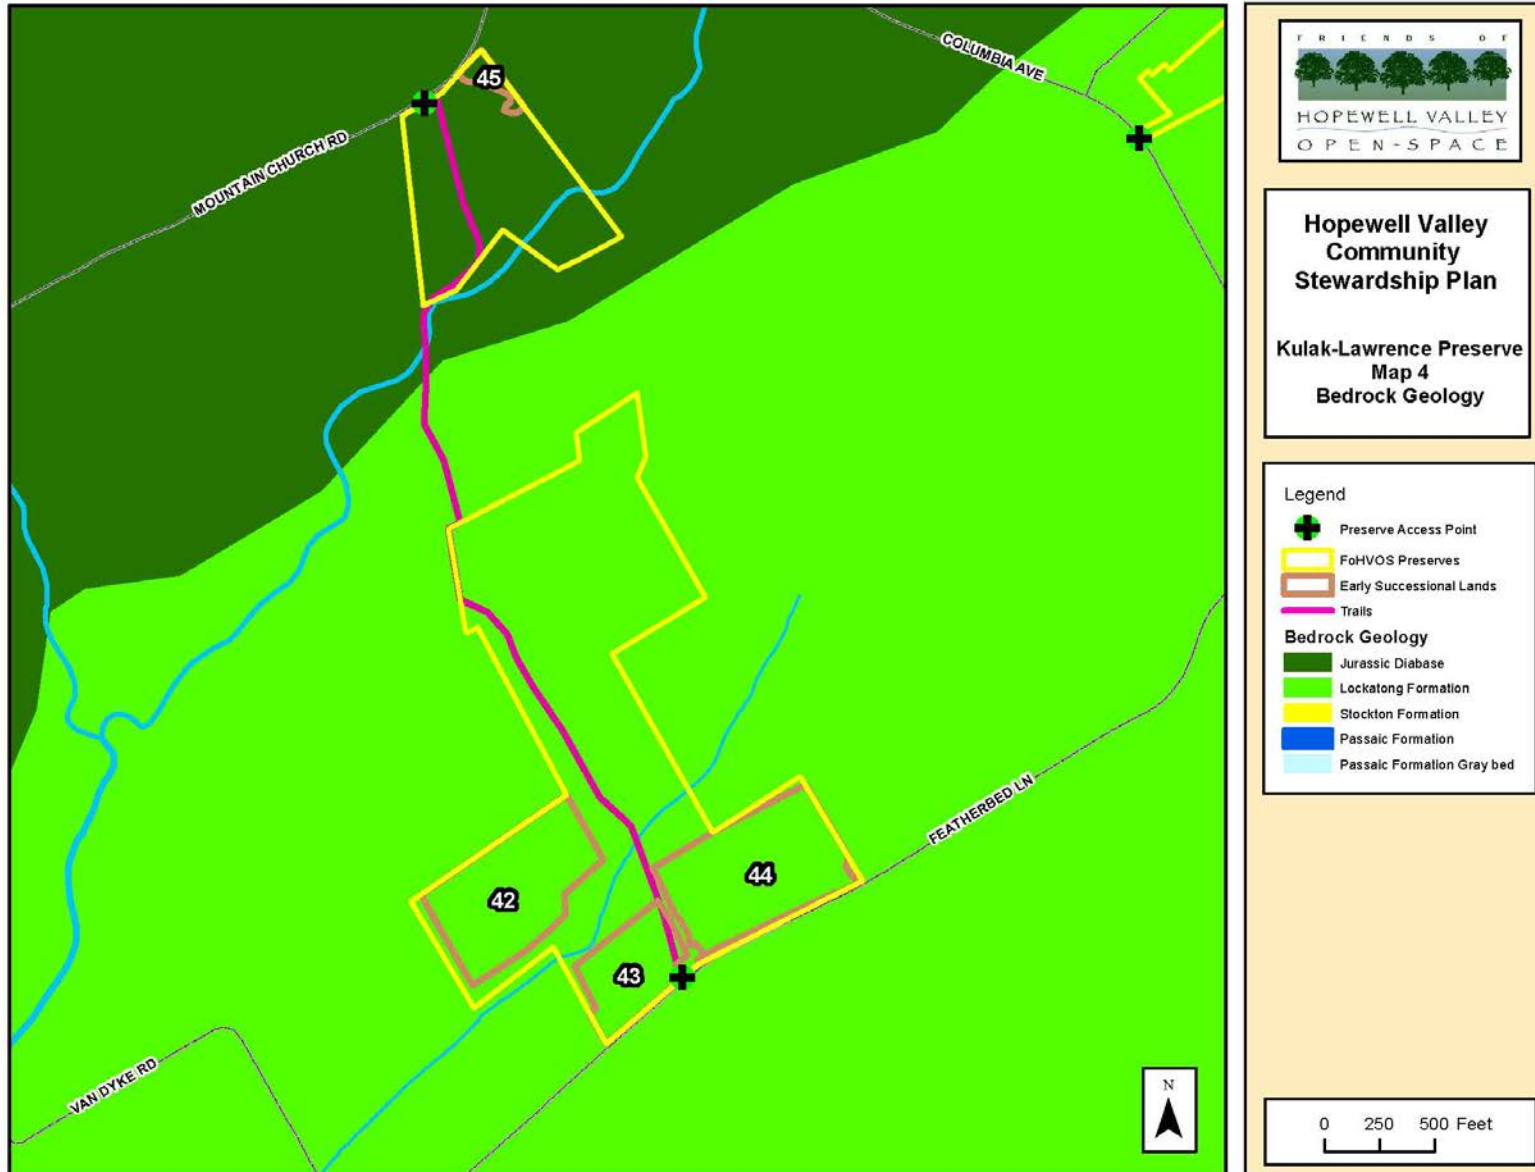 45
COLUMBIA AVE
MOUNTAIN CHURCH RD
42
44
43
FEATHERBED LN
VAN DYKE RD
N
FRIENDS OF
HOPEWELL VALLEY
OPEN-SPACE
Hopewell Valley
Community
Stewardship Plan
Kulak-Lawrence Preserve
Map 4
Bedrock Geology
Legend
Preserve Access Point
FoHVOS Preserves
Early Successional Lands
Trails
Bedrock Geology
Jurassic Diabase
Lockatong Formation
Stockton Formation
Passaic Formation
Passaic Formation Gray bed
0 250 500 Feet